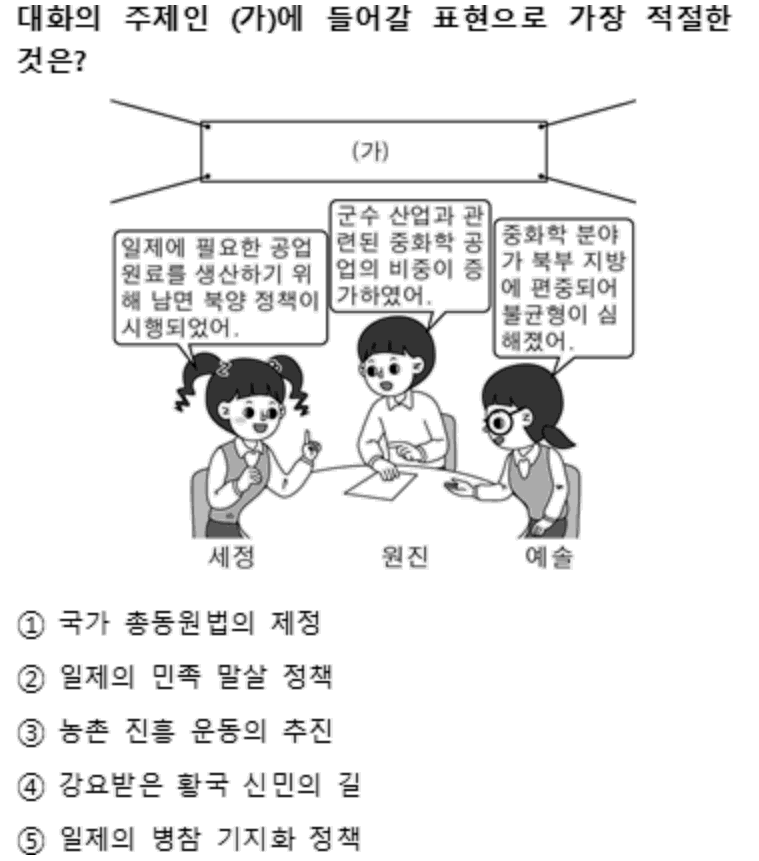 대화의 주제인 (가)에 들어갈 표현으로 가장 적절한
것은?
(가)
일제에 필요한 공업
원료를 생산하기 위
해 남면 북양 정책이
시행되었어.
군수 산업과 관
련된 중화학 공
업의 비중이 증
가하였어.
중화학 분야
가 북부 지방
에 편중되어
불균형이 심
해졌어.
세정
원진
예솔
① 국가 총동원법의 제정
② 일제의 민족 말살 정책
③ 농촌 진흥 운동의 추진
④ 강요받은 황국 신민의 길
⑤ 일제의 병참 기지화 정책